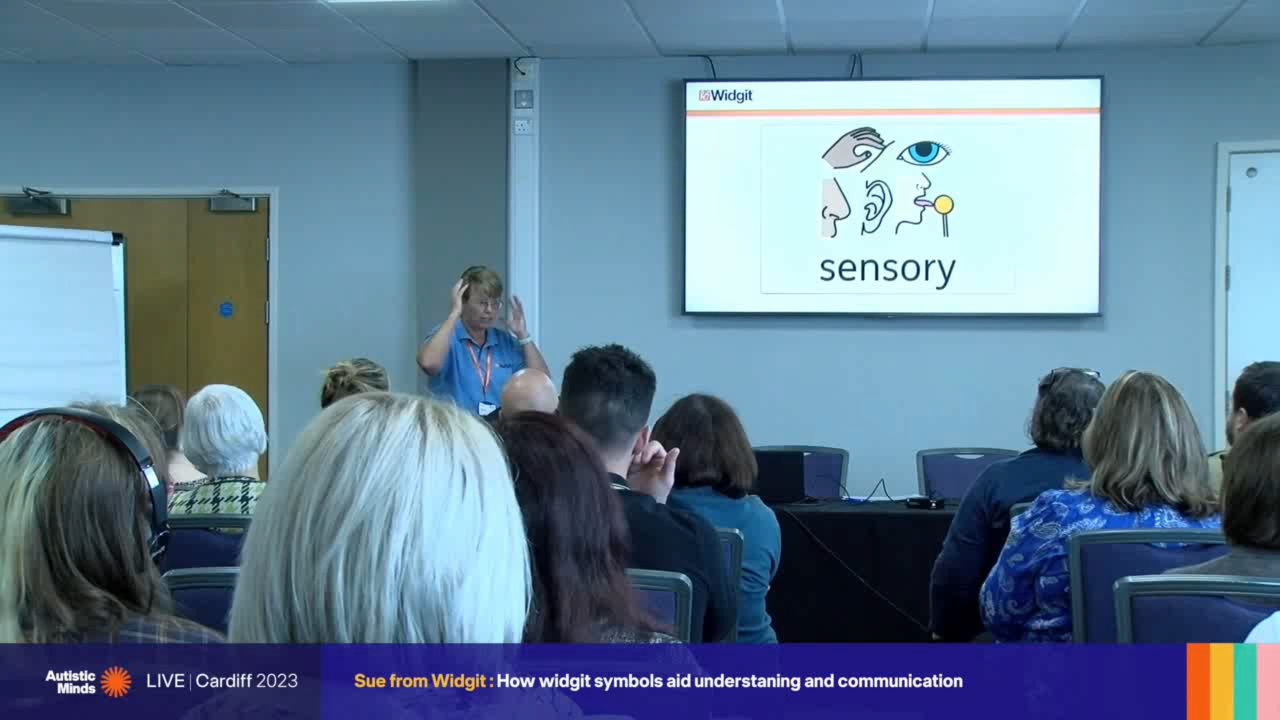 Widgit
sensory
Autistic
Minds
LIVE | Cardiff 2023
Sue from Widgit : How widgit symbols aid understaning and communication